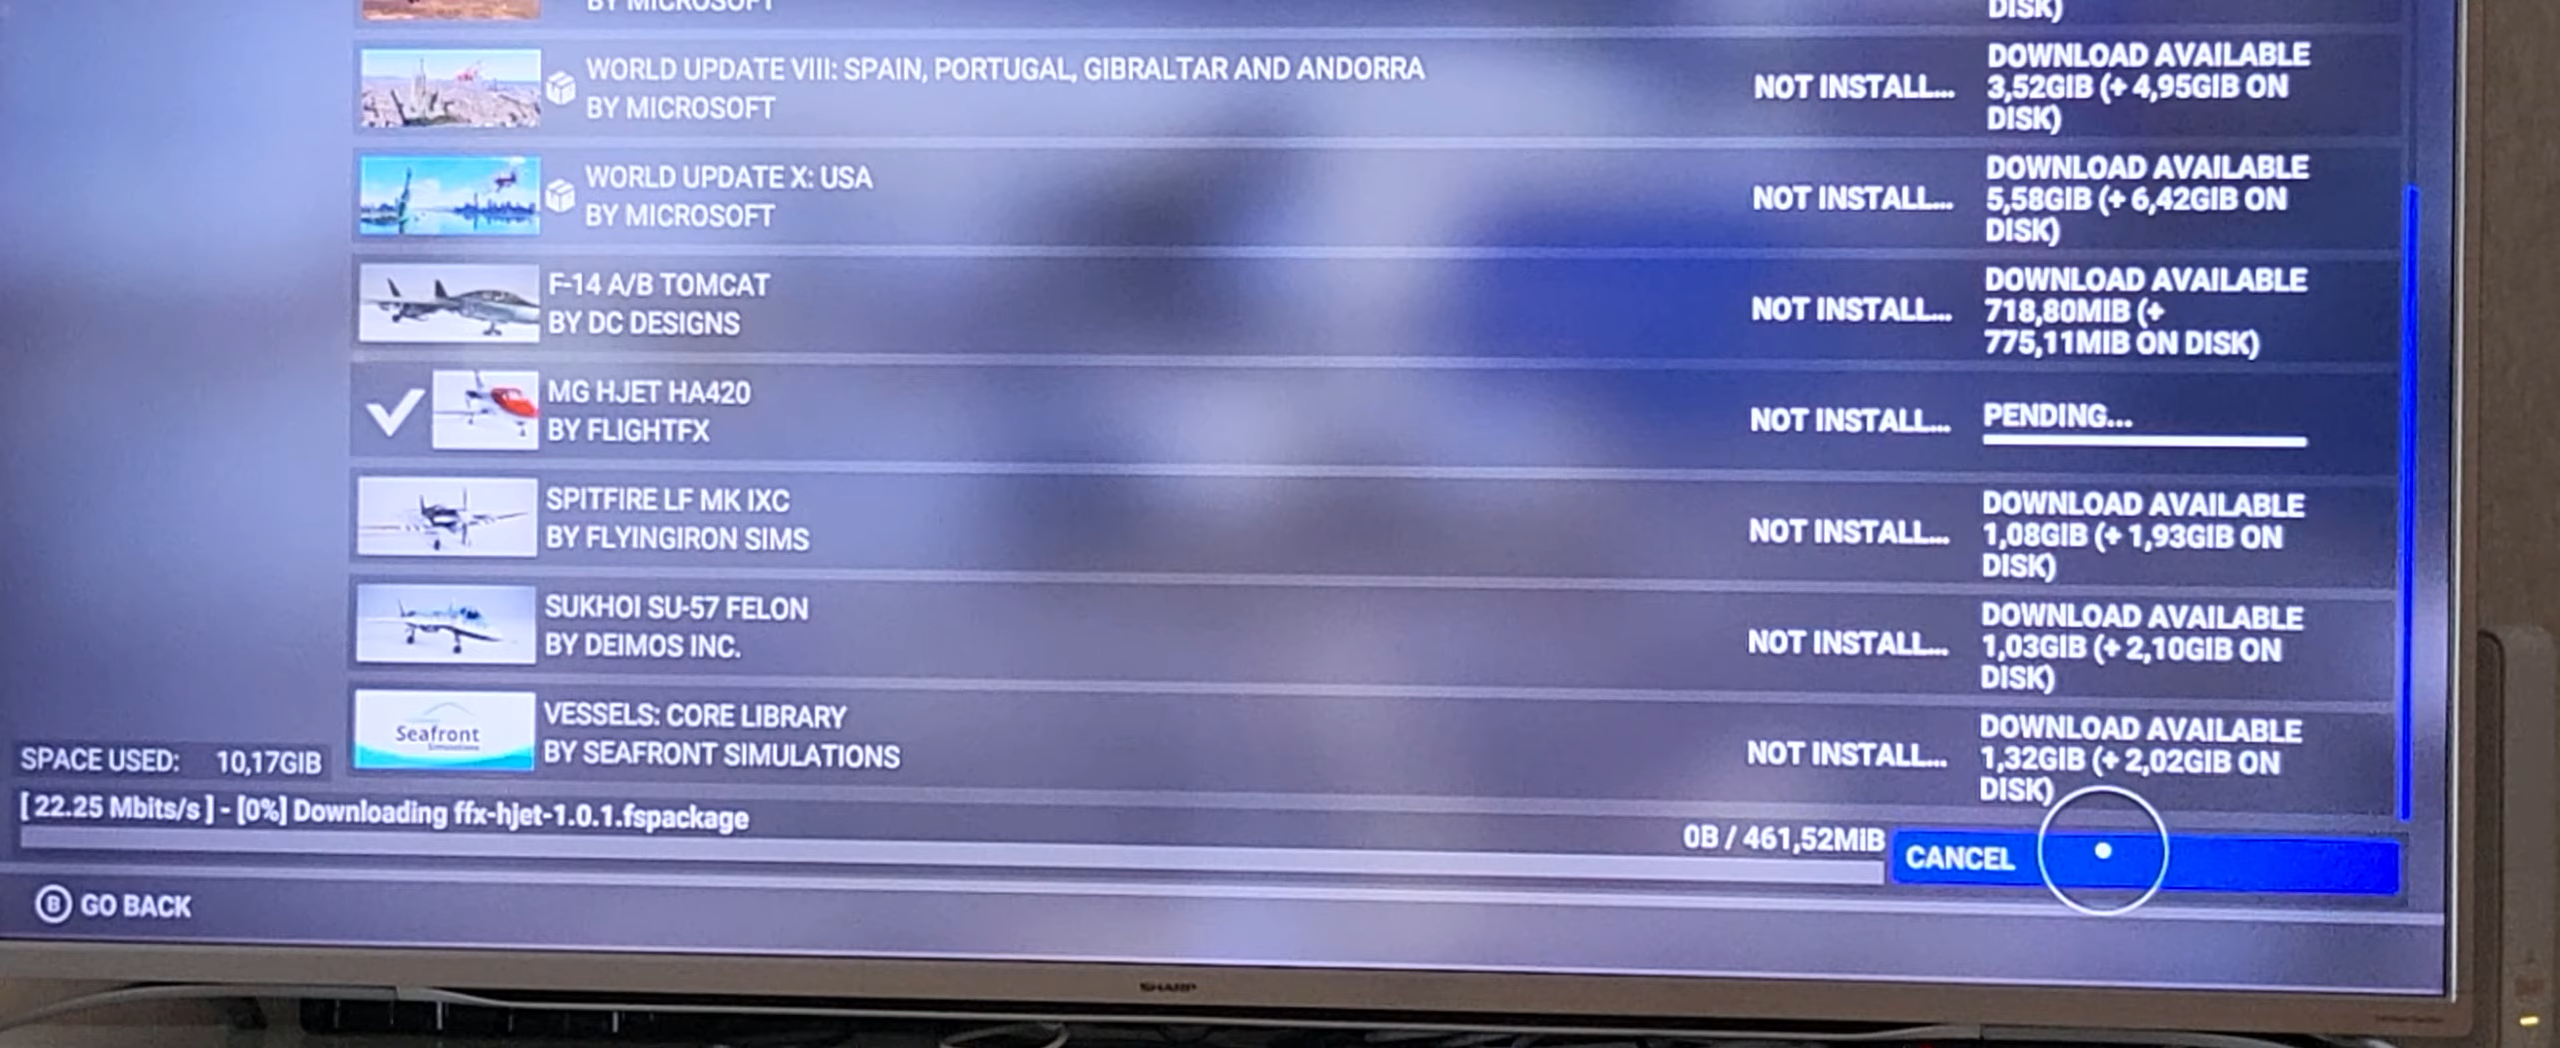 BY MICROSOFT
DISK)
WORLD UPDATE VIII: SPAIN, PORTUGAL, GIBRALTAR AND ANDORRA
BY MICROSOFT
NOT INSTALL...
DOWNLOAD AVAILABLE
3,52GIB (+ 4,95GIB ON
DISK)
WORLD UPDATE X: USA
BY MICROSOFT
NOT INSTALL...
DOWNLOAD AVAILABLE
5,58GIB (+ 6,42GIB ON
DISK)
F-14 A/B TOMCAT
BY DC DESIGNS
NOT INSTALL...
DOWNLOAD AVAILABLE
718,80MIB (+
775,11MIB ON DISK)
MG HJET HA420
BY FLIGHTFX
NOT INSTALL...
PENDING...
SPITFIRE LF MK IXC
BY FLYINGIRON SIMS
NOT INSTALL...
DOWNLOAD AVAILABLE
1,08GIB (+ 1,93GIB ON
DISK)
SUKHOI SU-57 FELON
BY DEIMOS INC.
NOT INSTALL...
DOWNLOAD AVAILABLE
1,03GIB (+ 2,10GIB ON
DISK)
Seafront
Simulations
VESSELS: CORE LIBRARY
BY SEAFRONT SIMULATIONS
NOT INSTALL...
DOWNLOAD AVAILABLE
1,32GIB (+ 2,02GIB ON
DISK)
SPACE USED: 10,17GIB
[ 22.25 Mbits/s ] - [0%] Downloading ffx-hjet-1.0.1.fspackage
0B / 461,52MiB
CANCEL
B GO BACK
SHARP